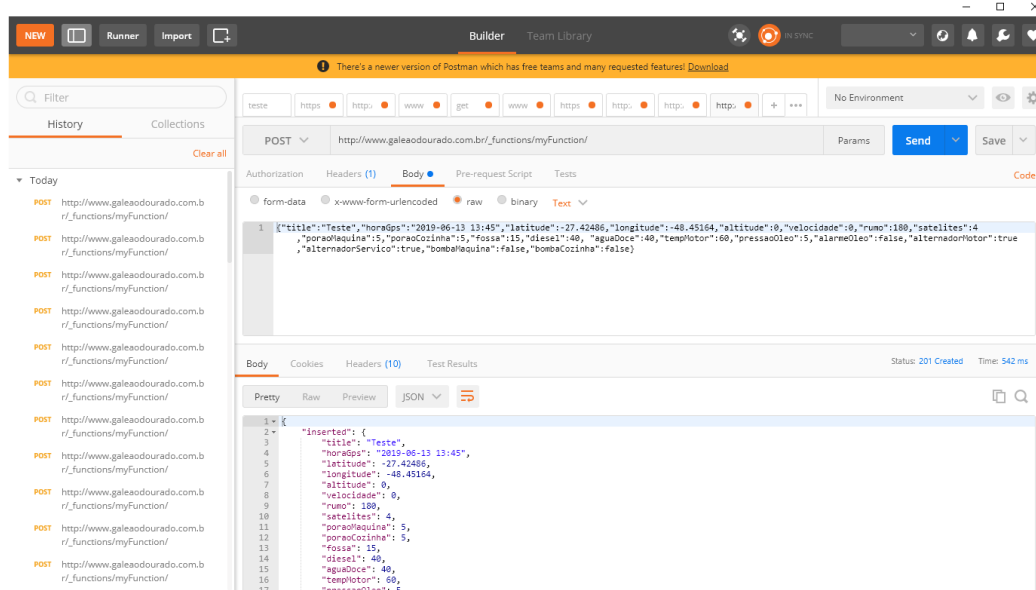 NEW Runner Import Builder Team Library IN SYNC
There's a newer version of Postman which has free teams and many requested features! Download
Filter
History Collections
Clear all
Today
POST http://www.galeaodourado.com.b
r/_functions/myFunction/
POST http://www.galeaodourado.com.b
r/_functions/myFunction/
POST http://www.galeaodourado.com.b
r/_functions/myFunction/
POST http://www.galeaodourado.com.b
r/_functions/myFunction/
POST http://www.galeaodourado.com.b
r/_functions/myFunction/
POST http://www.galeaodourado.com.b
r/_functions/myFunction/
POST http://www.galeaodourado.com.b
r/_functions/myFunction/
POST http://www.galeaodourado.com.b
r/_functions/myFunction/
POST http://www.galeaodourado.com.b
r/_functions/myFunction/
POST http://www.galeaodourado.com.b
r/_functions/myFunction/
POST http://www.galeaodourado.com.b
r/_functions/myFunction/
teste https http: www get www https http: http: http: + ••• No Environment
POST http://www.galeaodourado.com.br/_functions/myFunction/ Params Send Save
Authorization Headers (1) Body Pre-request Script Tests Code
form-data x-www-form-urlencoded raw binary Text
1 {"title":"Teste","horaGps":"2019-06-13 13:45","latitude":-27.42486,"longitude":-48.45164,"altitude":0,"velocidade":0,"rumo":180,"satelites":4
,"poraoMaquina":5,"poraoCozinha":5,"fossa":15,"diesel":40, "aguaDoce":40,"tempMotor":60,"pressaoOleo":5,"alarmeOleo":false,"alternadorMotor":true
,"alternadorServico":true,"bombaMaquina":false,"bombaCozinha":false}
Body Cookies Headers (10) Test Results Status: 201 Created Time: 542 ms
Pretty Raw Preview JSON
1 {
2 "inserted": {
3 "title": "Teste",
4 "horaGps": "2019-06-13 13:45",
5 "latitude": -27.42486,
6 "longitude": -48.45164,
7 "altitude": 0,
8 "velocidade": 0,
9 "rumo": 180,
10 "satelites": 4,
11 "poraoMaquina": 5,
12 "poraoCozinha": 5,
13 "fossa": 15,
14 "diesel": 40,
15 "aguaDoce": 40,
16 "tempMotor": 60,
17 "pressaoOleo": 5,